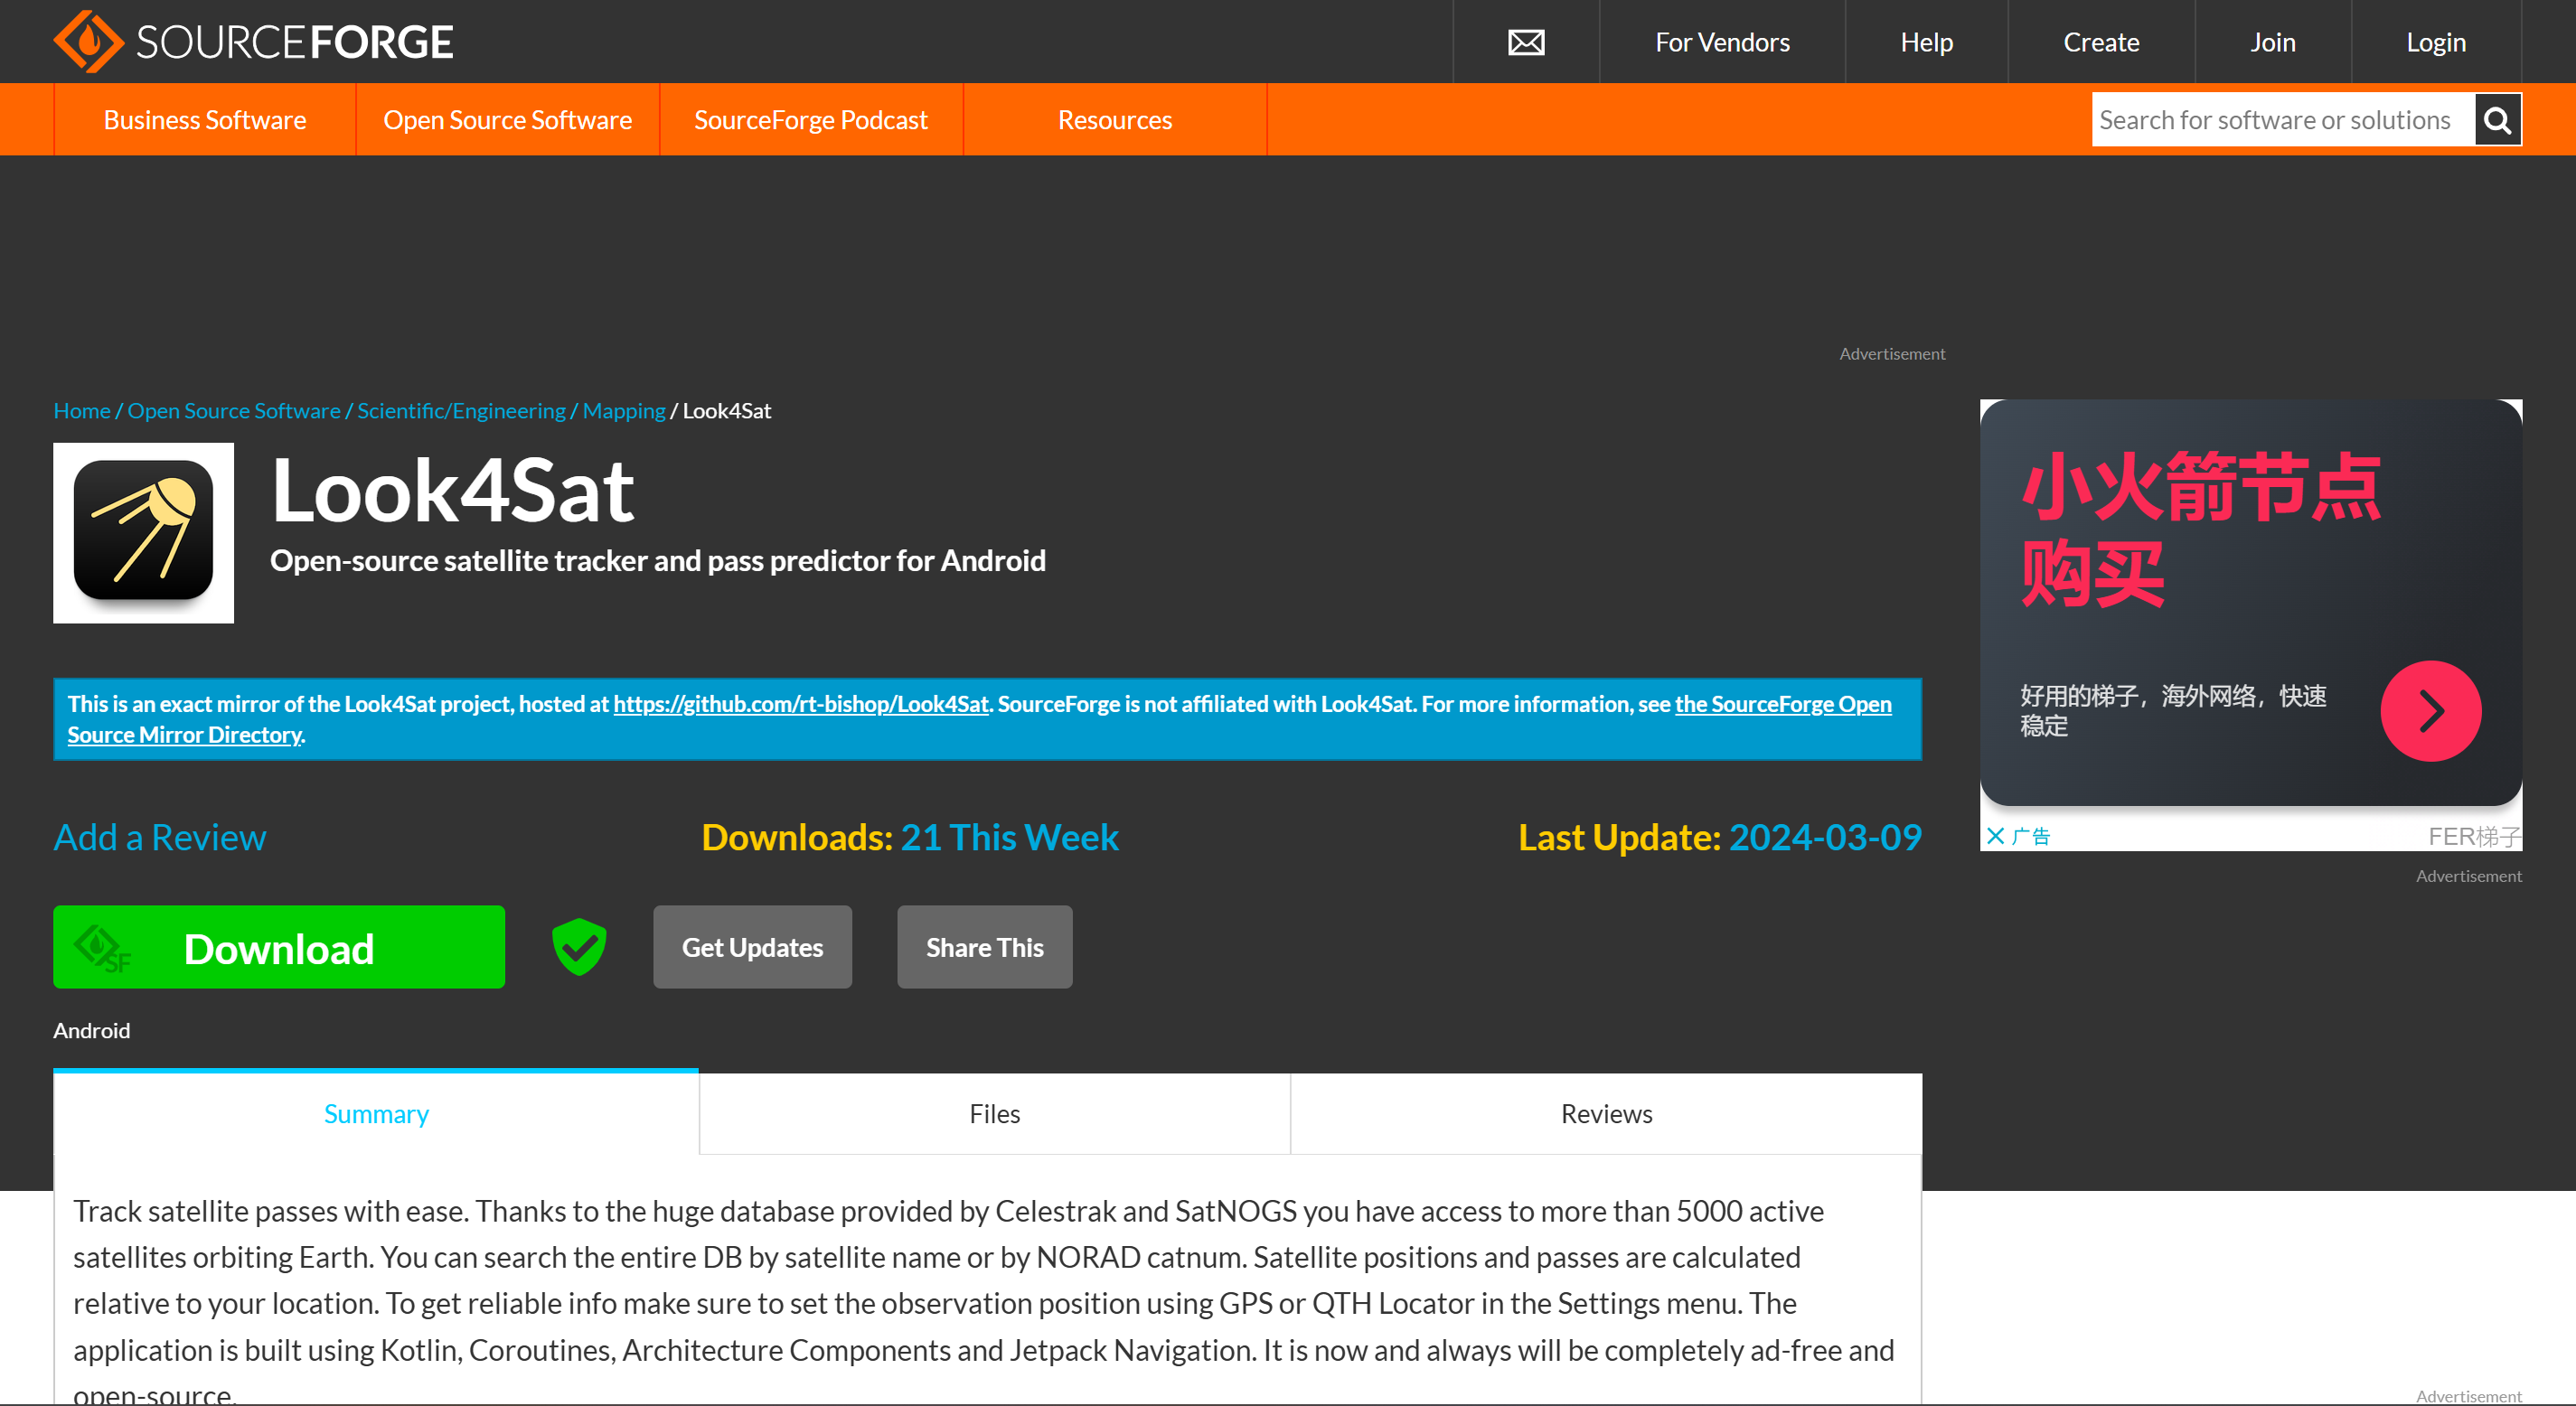 SOURCEFORGE
For Vendors
Help
Create
Join
Login
Business Software
Open Source Software
SourceForge Podcast
Resources
Search for software or solutions
Advertisement
Home / Open Source Software / Scientific/Engineering / Mapping / Look4Sat
Look4Sat
Open-source satellite tracker and pass predictor for Android
This is an exact mirror of the Look4Sat project, hosted at https://github.com/rt-bishop/Look4Sat. SourceForge is not affiliated with Look4Sat. For more information, see the SourceForge Open
Source Mirror Directory.
Add a Review
Downloads: 21 This Week
Last Update: 2024-03-09
SF
Download
Get Updates
Share This
Android
Summary
Files
Reviews
Track satellite passes with ease. Thanks to the huge database provided by Celestrak and SatNOGS you have access to more than 5000 active
satellites orbiting Earth. You can search the entire DB by satellite name or by NORAD catnum. Satellite positions and passes are calculated
relative to your location. To get reliable info make sure to set the observation position using GPS or QTH Locator in the Settings menu. The
application is built using Kotlin, Coroutines, Architecture Components and Jetpack Navigation. It is now and always will be completely ad-free and
open-source.
小火箭节点
购买
好用的梯子，海外网络，快速
稳定
广告
FER梯子
Advertisement
Advertisement